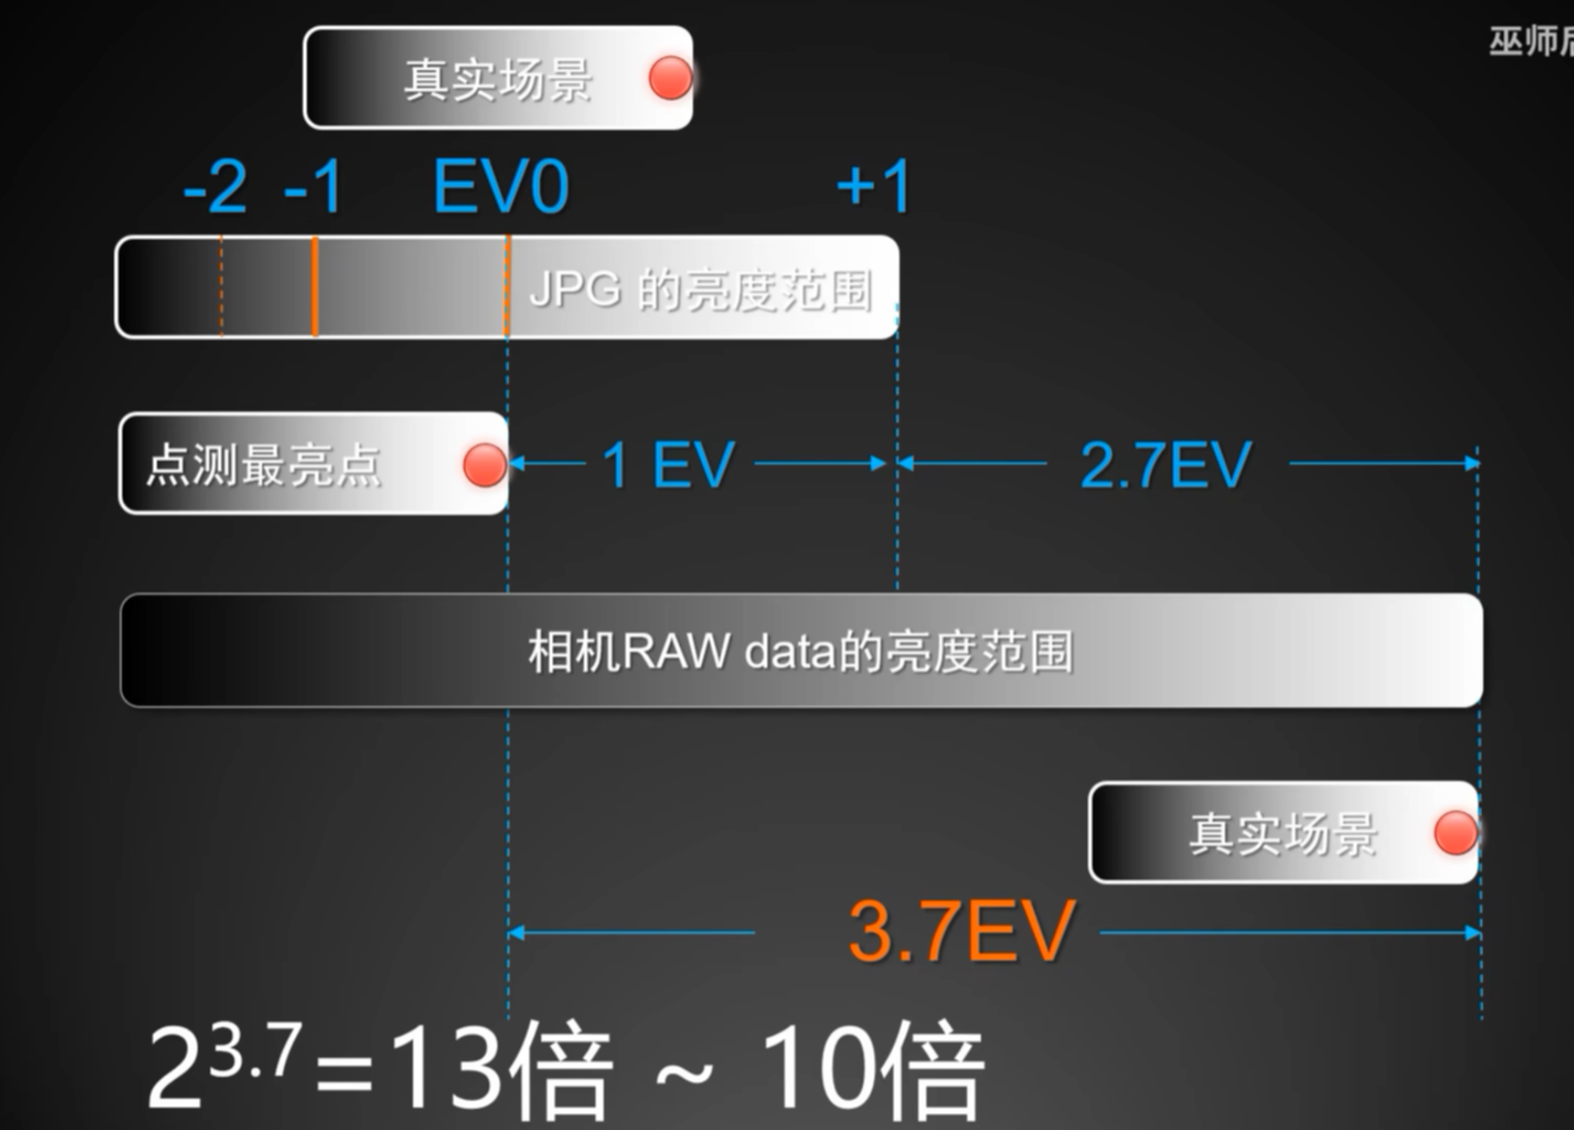 巫师
真实场景
-2 -1 EV0 +1
JPG 的亮度范围
点测最亮点 1 EV 2.7EV
相机RAW data的亮度范围
真实场景
3.7EV
2^3.7=13倍 ~ 10倍